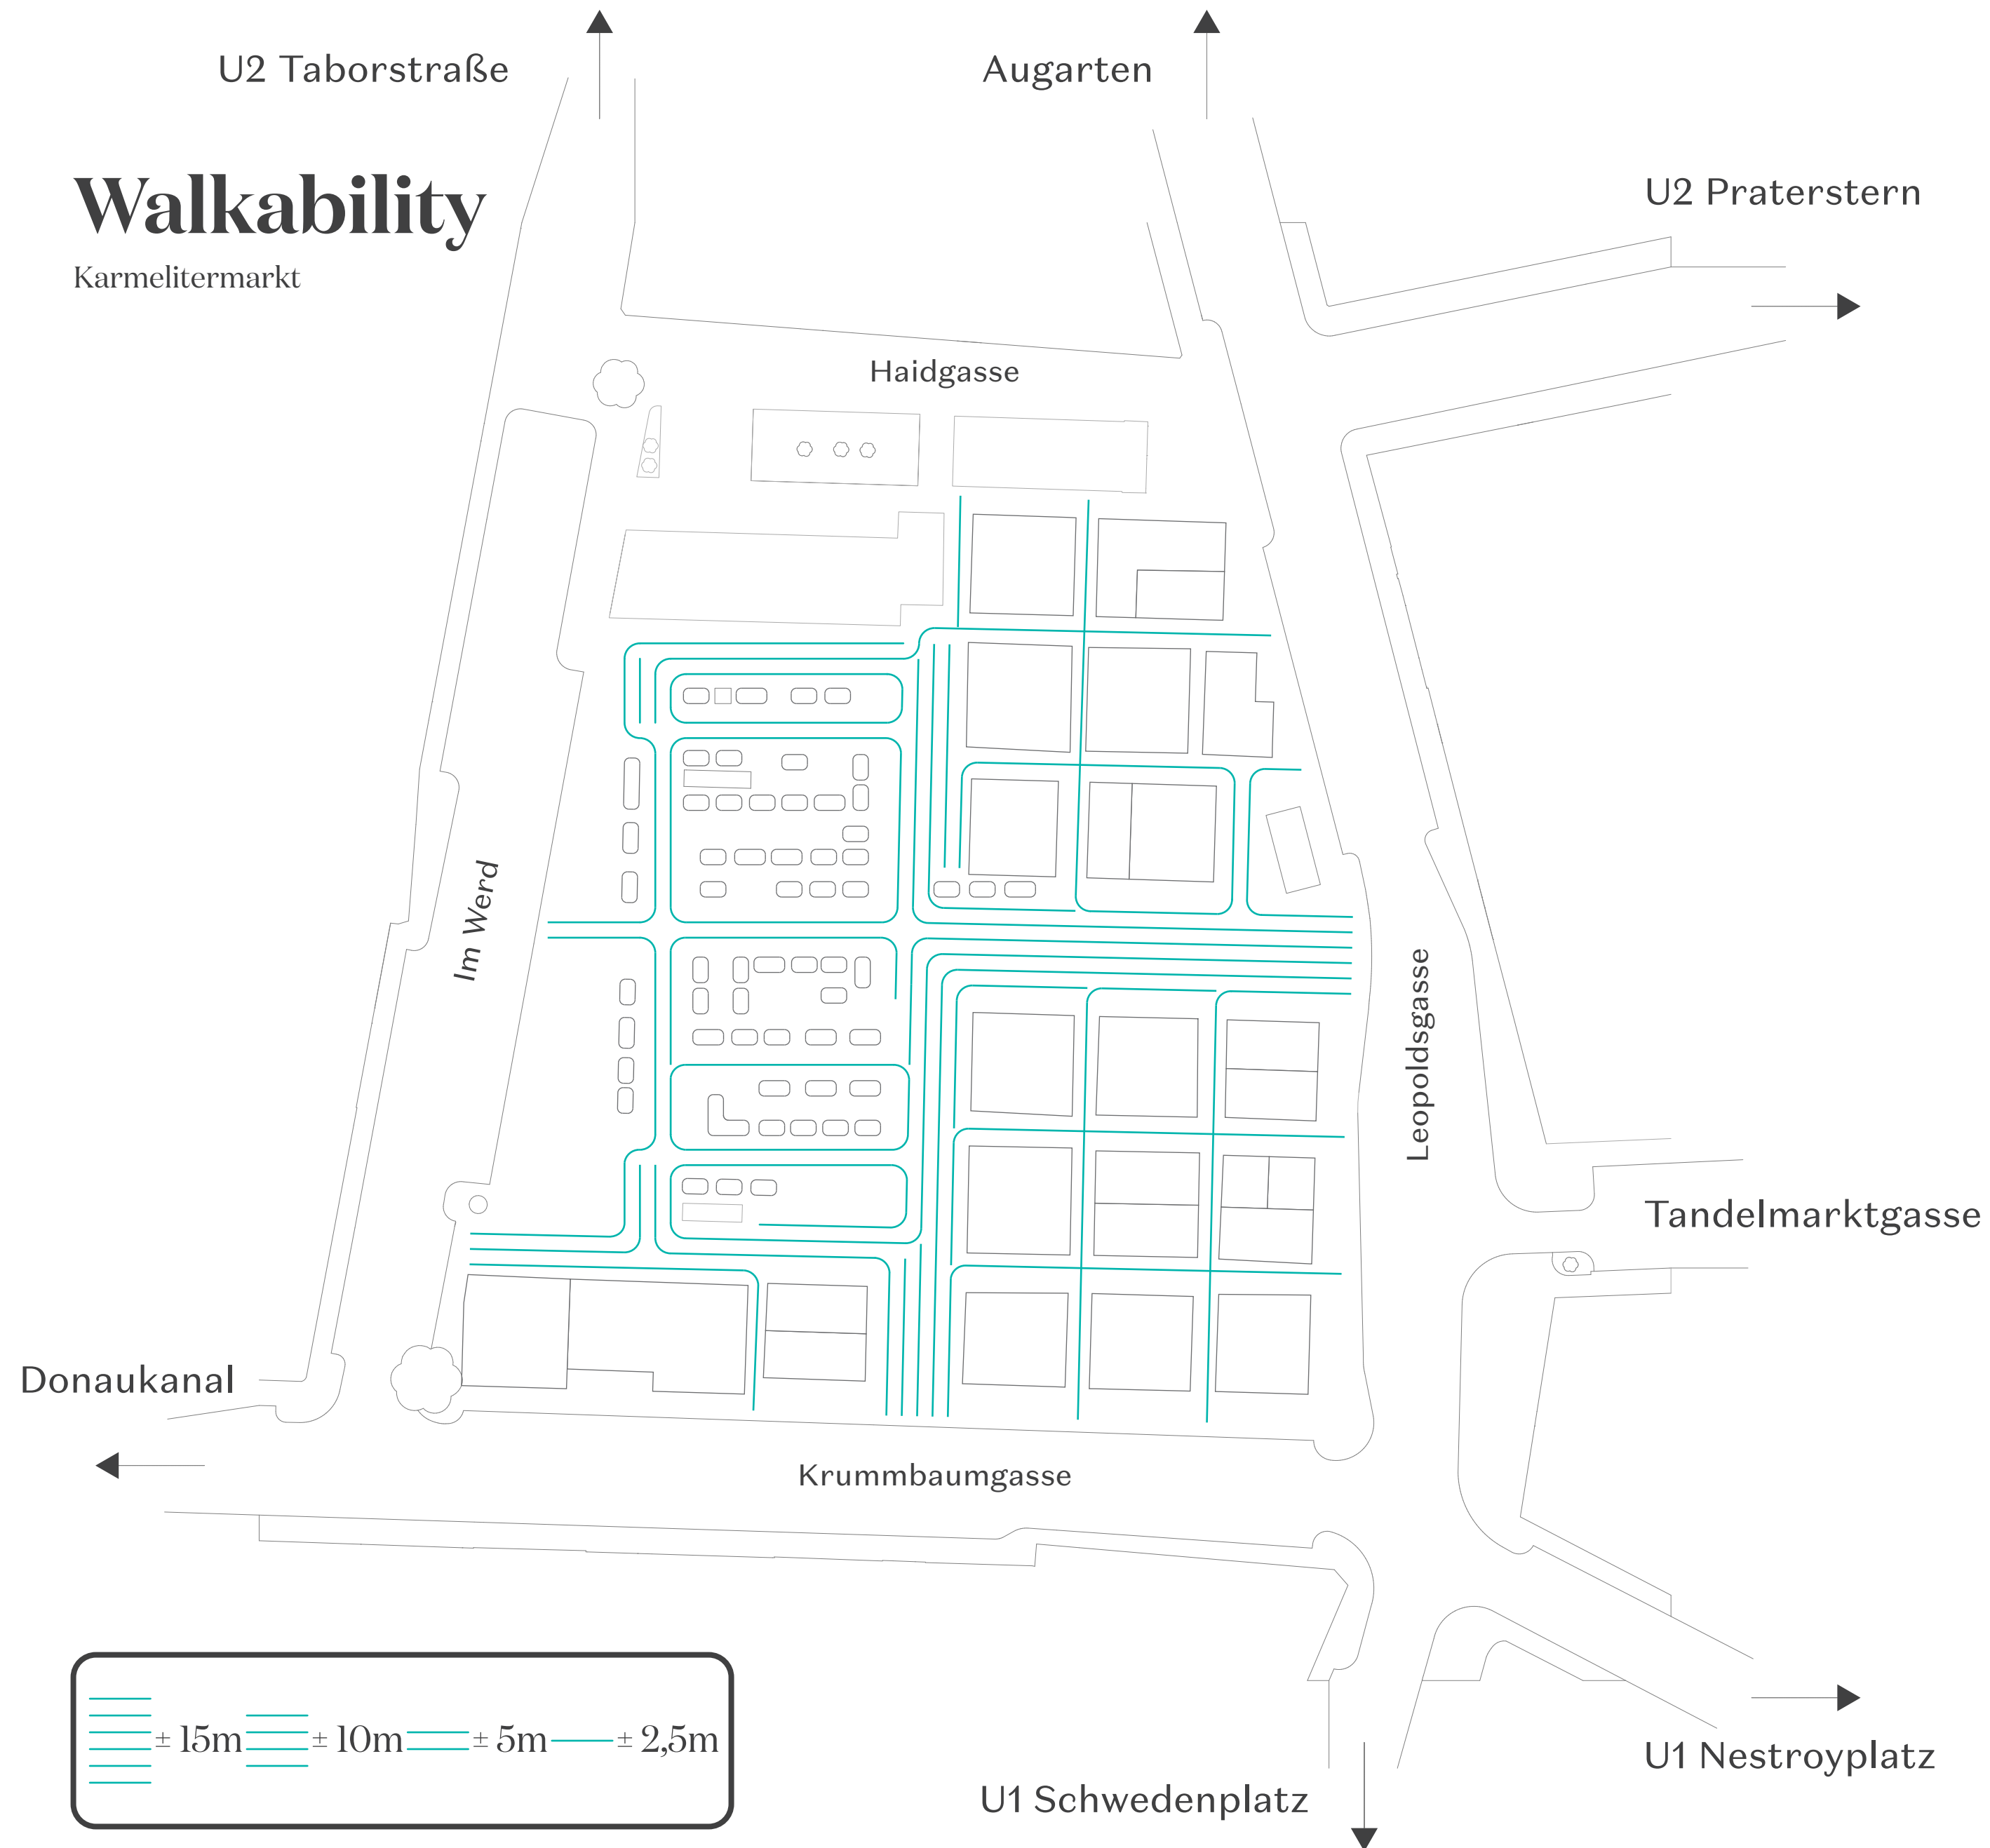 U2 Taborstraße
Augarten
U2 Praterstern
Walkability
Karmelitermarkt
Haidgasse
Im Werd
Leopoldsgasse
Tandelmarktgasse
Donaukanal
Krummbaumgasse
± 15m ± 10m ± 5m ± 2,5m
U1 Nestroyplatz
U1 Schwedenplatz